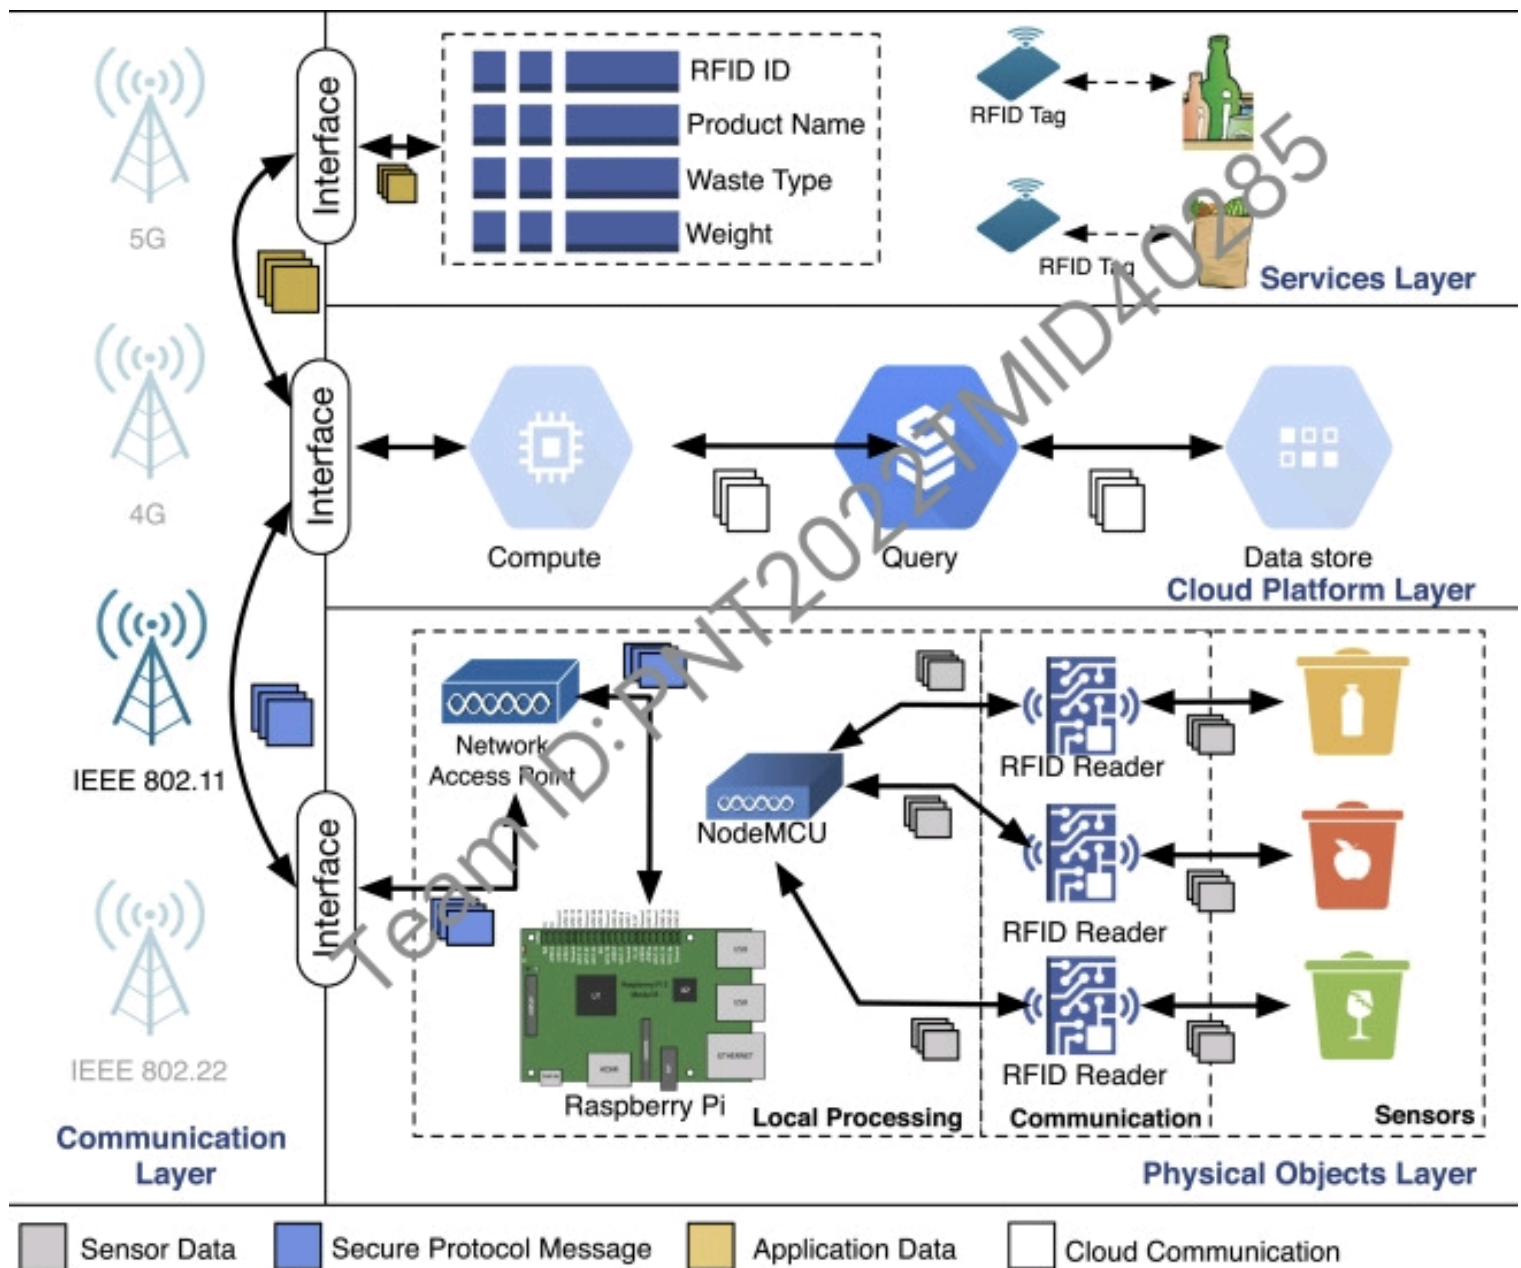 5G
Interface
RFID ID
Product Name
Waste Type
Weight
RFID Tag
RFID Tag
Services Layer
4G
Interface
Compute
Query
Data store
Cloud Platform Layer
IEEE 802.11
Interface
Network
Access Point
NodeMCU
RFID Reader
RFID Reader
RFID Reader
Raspberry Pi
Local Processing
Communication
Sensors
IEEE 802.22
Communication
Layer
Physical Objects Layer
Team ID: PNT2022TMID40285
Sensor Data
Secure Protocol Message
Application Data
Cloud Communication